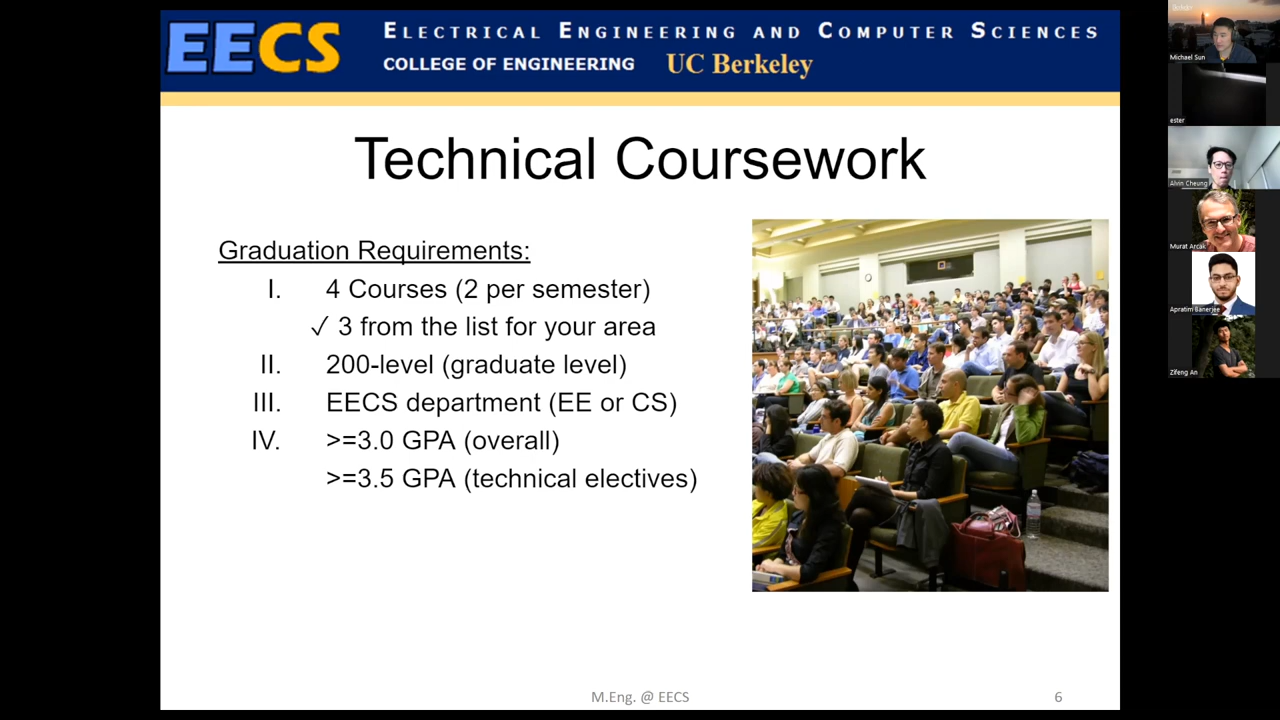 EECS
ELECTRICAL ENGINEERING AND COMPUTER SCIENCES
COLLEGE OF ENGINEERING UC Berkeley
Technical Coursework
Graduation Requirements:
I. 4 Courses (2 per semester)
✓ 3 from the list for your area
II. 200-level (graduate level)
III. EECS department (EE or CS)
IV. >=3.0 GPA (overall)
>=3.5 GPA (technical electives)
M.Eng. @ EECS 6
Michael Sun
ester
Alvin Cheung
Murat Arcak
Apratim Banerjee
Zifeng An